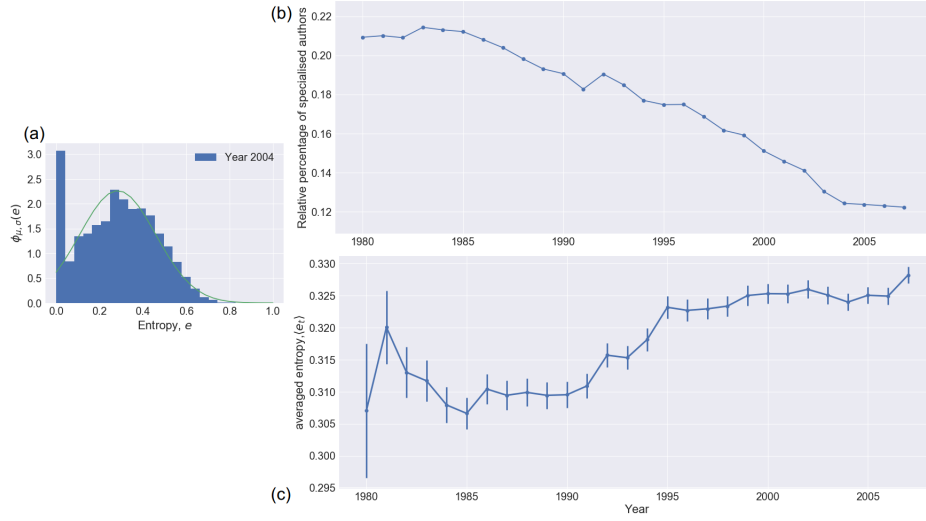 (a)
ϕμ,σ(e)
3.0
2.5
2.0
1.5
1.0
0.5
0.0
Year 2004
0.0 0.2 0.4 0.6 0.8 1.0
Entropy, e
(b)
Relative percentage of specialised authors
0.22
0.20
0.18
0.16
0.14
0.12
1980 1985 1990 1995 2000 2005
(c)
averaged entropy,⟨et⟩
0.330
0.325
0.320
0.315
0.310
0.305
0.300
0.295
1980 1985 1990 1995 2000 2005
Year